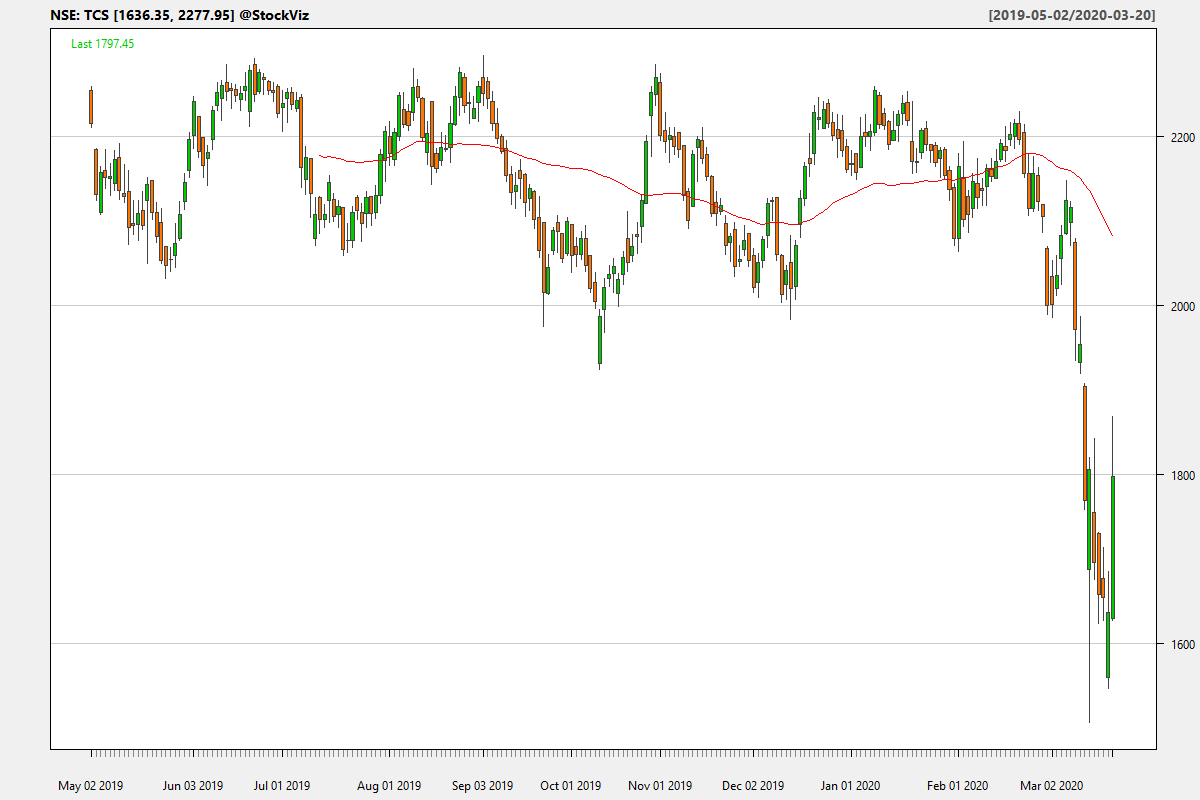 NSE: TCS [1636.35, 2277.95] @StockViz [2019-05-02/2020-03-20]
Last 1797.45
2200
2000
1800
1600
May 02 2019 Jun 03 2019 Jul 01 2019 Aug 01 2019 Sep 03 2019 Oct 01 2019 Nov 01 2019 Dec 02 2019 Jan 01 2020 Feb 01 2020 Mar 02 2020